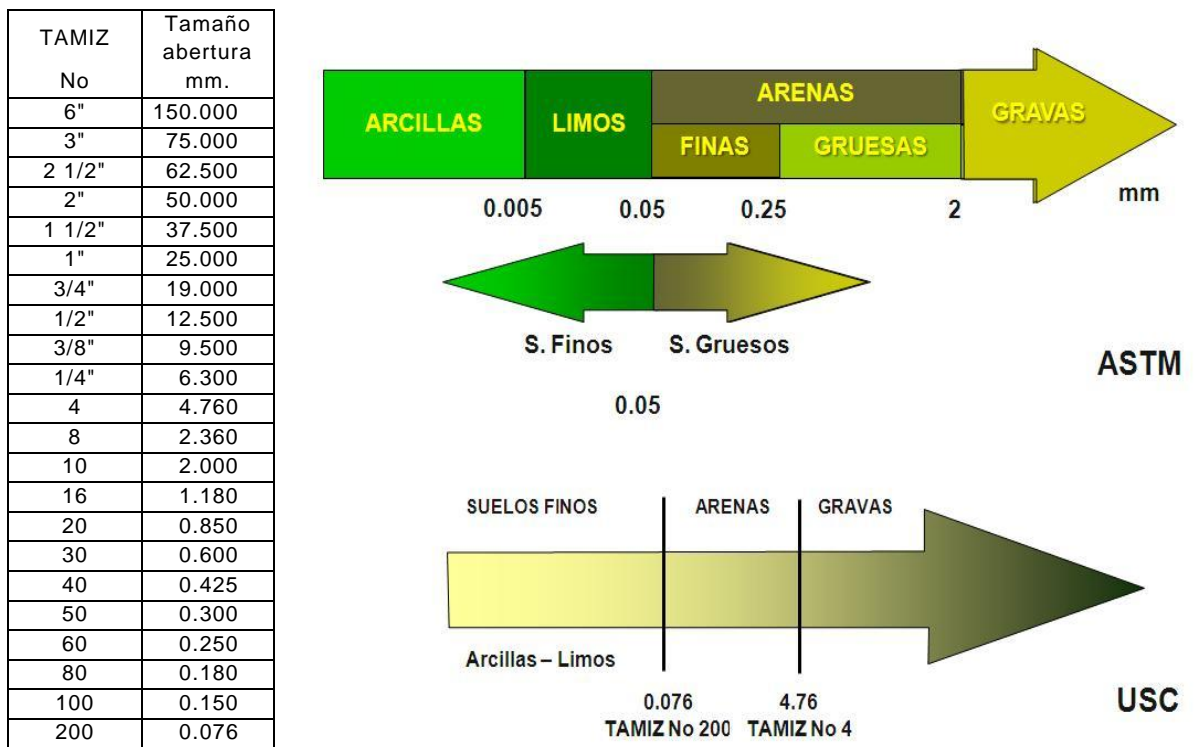 TAMIZ No Tamaño abertura mm.
6" 150.000
3" 75.000
2 1/2" 62.500
2" 50.000
1 1/2" 37.500
1" 25.000
3/4" 19.000
1/2" 12.500
3/8" 9.500
1/4" 6.300
4 4.760
8 2.360
10 2.000
16 1.180
20 0.850
30 0.600
40 0.425
50 0.300
60 0.250
80 0.180
100 0.150
200 0.076
ARCILLAS LIMOS ARENAS GRAVAS
FINAS GRUESAS
0.005 0.05 0.25 2 mm
S. Finos S. Gruesos
0.05
ASTM
SUELOS FINOS ARENAS GRAVAS
Arcillas – Limos
0.076 4.76
TAMIZ No 200 TAMIZ No 4
USC